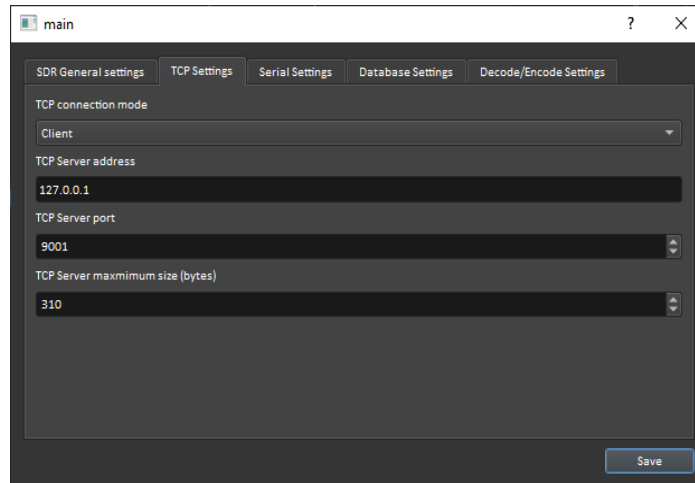 main
SDR General settings TCP Settings Serial Settings Database Settings Decode/Encode Settings
TCP connection mode
Client
TCP Server address
127.0.0.1
TCP Server port
9001
TCP Server maxmimum size (bytes)
310
Save